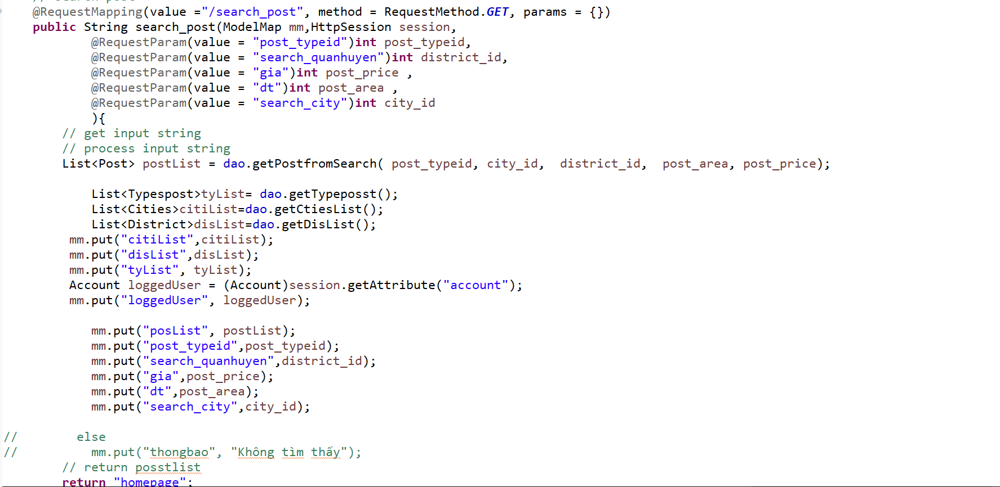 // search post
@RequestMapping(value ="/search_post", method = RequestMethod.GET, params = {})
public String search_post(ModelMap mm,HttpSession session,
@RequestParam(value = "post_typeid")int post_typeid,
@RequestParam(value = "search_quanhuyen")int district_id,
@RequestParam(value = "gia")int post_price ,
@RequestParam(value = "dt")int post_area ,
@RequestParam(value = "search_city")int city_id
){
// get input string
// process input string
List<Post> postList = dao.getPostfromSearch( post_typeid, city_id,  district_id,  post_area, post_price);
List<Typespost>tyList= dao.getTypeposst();
List<Cities>citiList=dao.getCtiesList();
List<District>disList=dao.getDisList();
mm.put("citiList",citiList);
mm.put("disList",disList);
mm.put("tyList", tyList);
Account loggedUser = (Account)session.getAttribute("account");
mm.put("loggedUser", loggedUser);
mm.put("posList", postList);
mm.put("post_typeid",post_typeid);
mm.put("search_quanhuyen",district_id);
mm.put("gia",post_price);
mm.put("dt",post_area);
mm.put("search_city",city_id);
// else
// mm.put("thongbao", "Không tìm thấy");
// return posstlist
return "homepage";